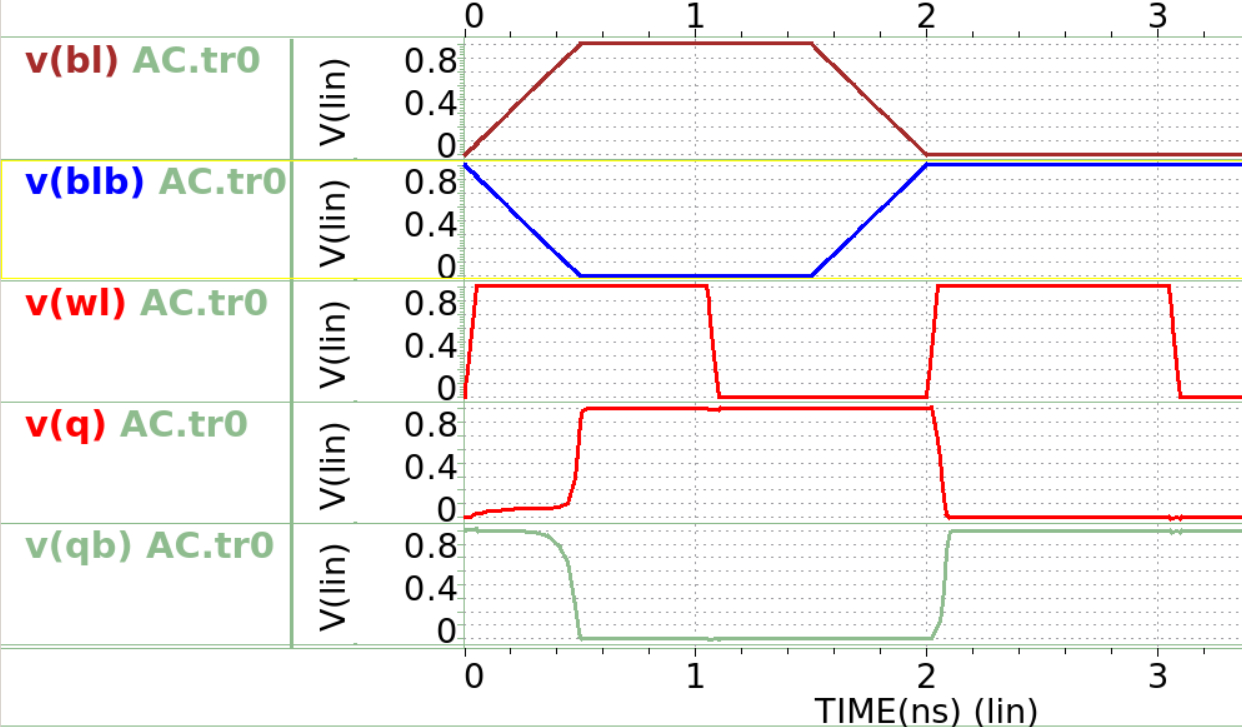 0 1 2 3
v(bl) AC.tr0 V(lin) 0.8 0.4 0
v(blb) AC.tr0 V(lin) 0.8 0.4 0
v(wl) AC.tr0 V(lin) 0.8 0.4 0
v(q) AC.tr0 V(lin) 0.8 0.4 0
v(qb) AC.tr0 V(lin) 0.8 0.4 0
0 1 2 3
TIME(ns) (lin)